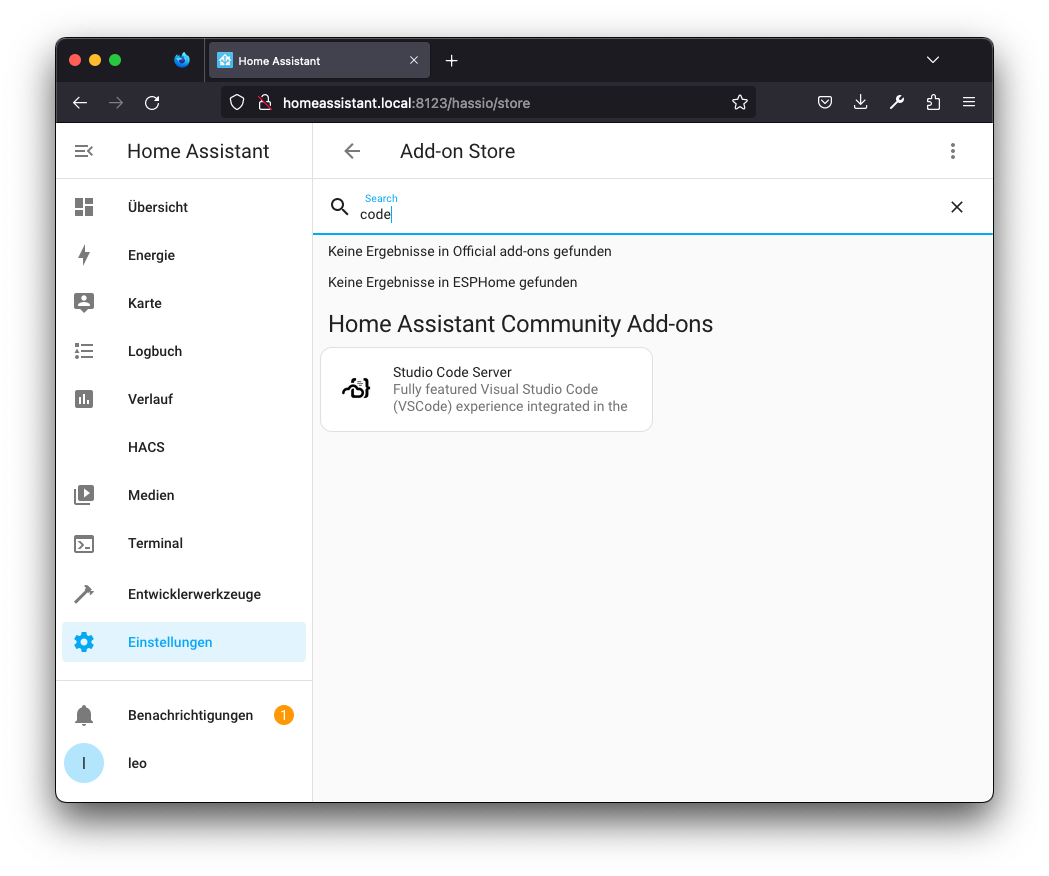 Home Assistant
homeassistant.local:8123/hassio/store
Home Assistant
Add-on Store
Übersicht
Energie
Karte
Logbuch
Verlauf
HACS
Medien
Terminal
Entwicklerwerkzeuge
Einstellungen
Benachrichtigungen 1
l leo
Search
code
Keine Ergebnisse in Official add-ons gefunden
Keine Ergebnisse in ESPHome gefunden
Home Assistant Community Add-ons
Studio Code Server
Fully featured Visual Studio Code
(VSCode) experience integrated in the